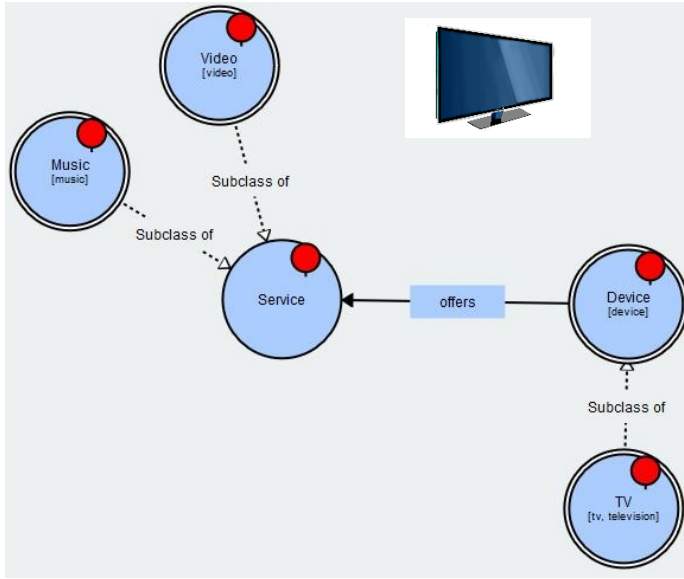 Video
[video]
Music
[music]
Subclass of
Subclass of
Service
offers
Device
[device]
Subclass of
TV
[tv, television]